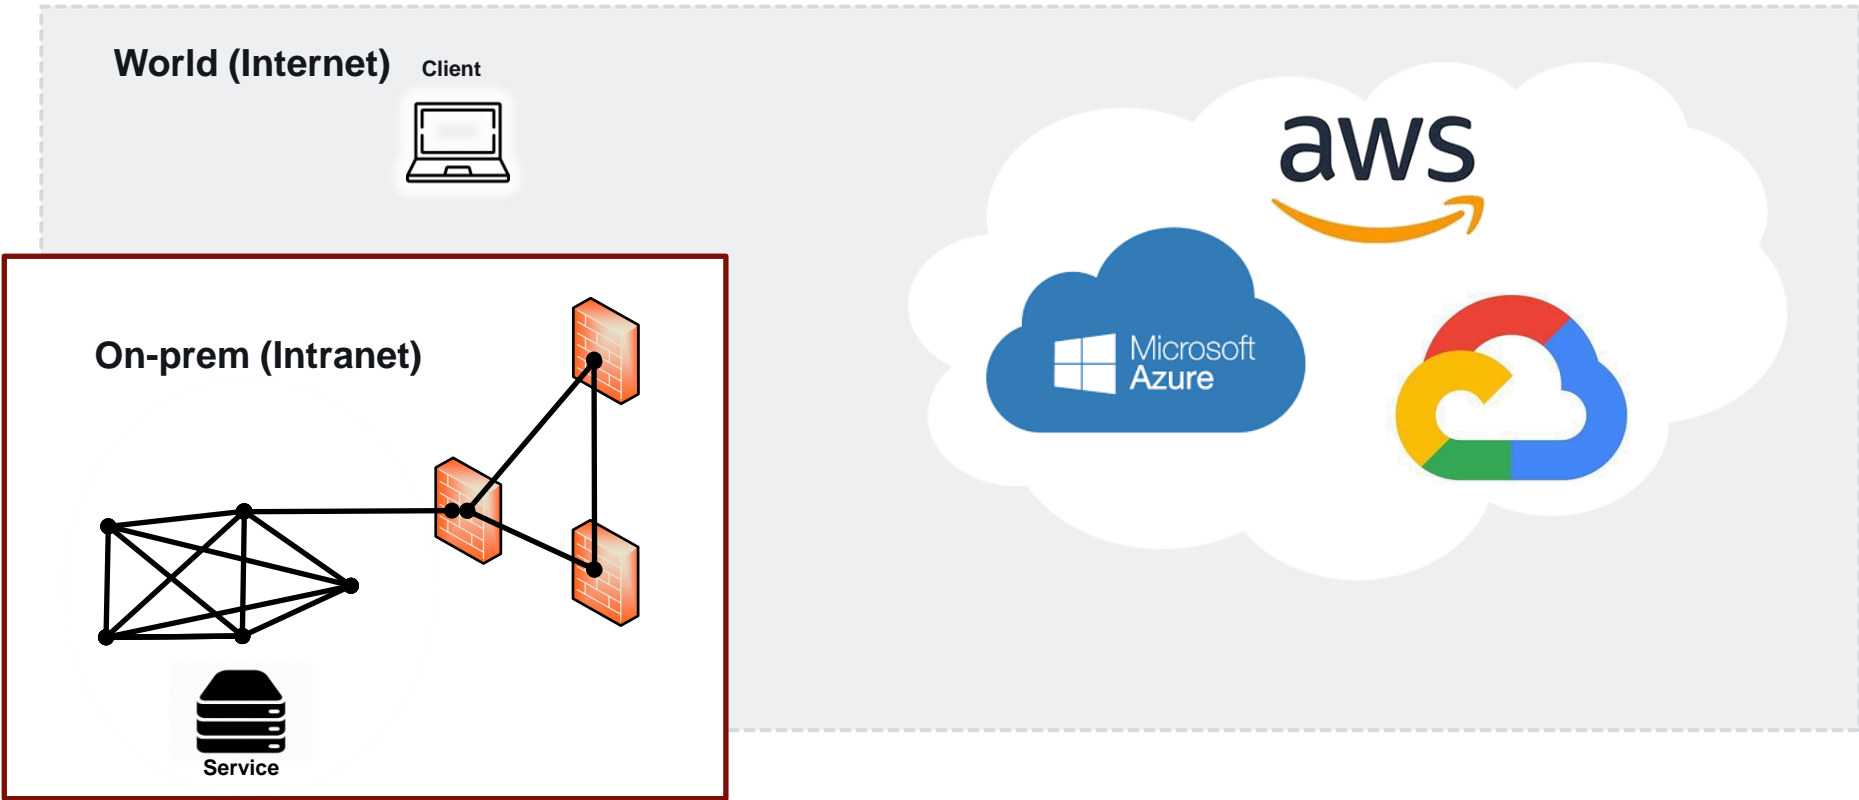 World (Internet)
Client
aws
Microsoft
Azure
On-prem (Intranet)
Service